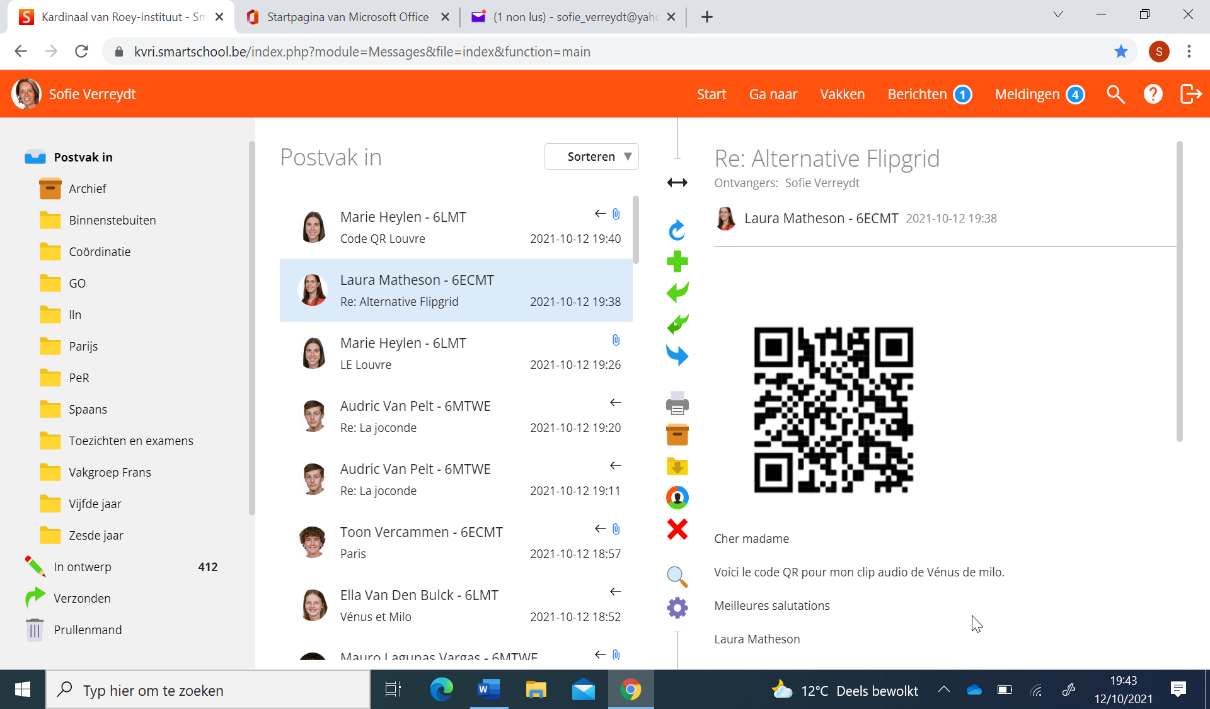 Kardinaal van Roey-instituut - Sm
Startpagina van Microsoft Office
(1 non lus) - sofie_verreydt@yaho
kvri.smartschool.be/index.php?module=Messages&file=index&function=main
S
Sofie Verreydt
Start
Ga naar
Vakken
Berichten 1
Meldingen 4
Postvak in
Archief
Binnenstebuiten
Coördinatie
GO
lln
Parijs
PeR
Spaans
Toezichten en examens
Vakgroep Frans
Vijfde jaar
Zesde jaar
In ontwerp 412
Verzonden
Prullenmand
Postvak in
Sorteren
Marie Heylen - 6LMT
Code QR Louvre 2021-10-12 19:40
Laura Matheson - 6ECMT
Re: Alternative Flipgrid 2021-10-12 19:38
Marie Heylen - 6LMT
LE Louvre 2021-10-12 19:26
Audric Van Pelt - 6MTWE
Re: La joconde 2021-10-12 19:20
Audric Van Pelt - 6MTWE
Re: La joconde 2021-10-12 19:11
Toon Vercammen - 6ECMT
Paris 2021-10-12 18:57
Ella Van Den Bulck - 6LMT
Vénus et Milo 2021-10-12 18:52
Mauro Lagunas Vargas - 6MTWE
Re: Alternative Flipgrid
Ontvangers: Sofie Verreydt
Laura Matheson - 6ECMT 2021-10-12 19:38
Cher madame
Voici le code QR pour mon clip audio de Vénus de milo.
Meilleures salutations
Laura Matheson
Typ hier om te zoeken
12°C Deels bewolkt
19:43
12/10/2021